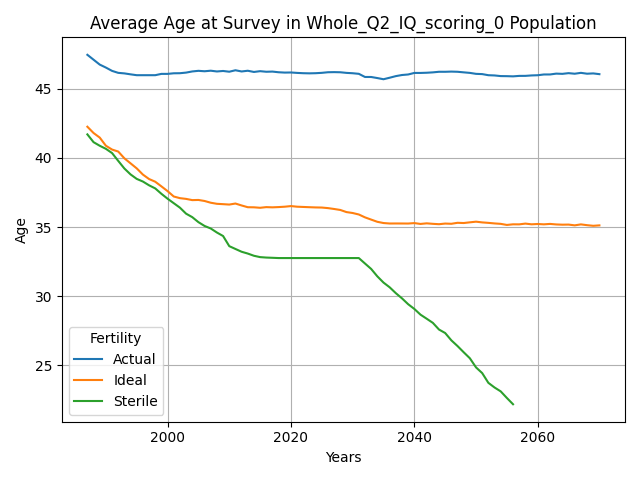 Average Age at Survey in Whole_Q2_IQ_scoring_0 Population
Age
45
40
35
30
25
Fertility
Actual
Ideal
Sterile
2000 2020 2040 2060
Years